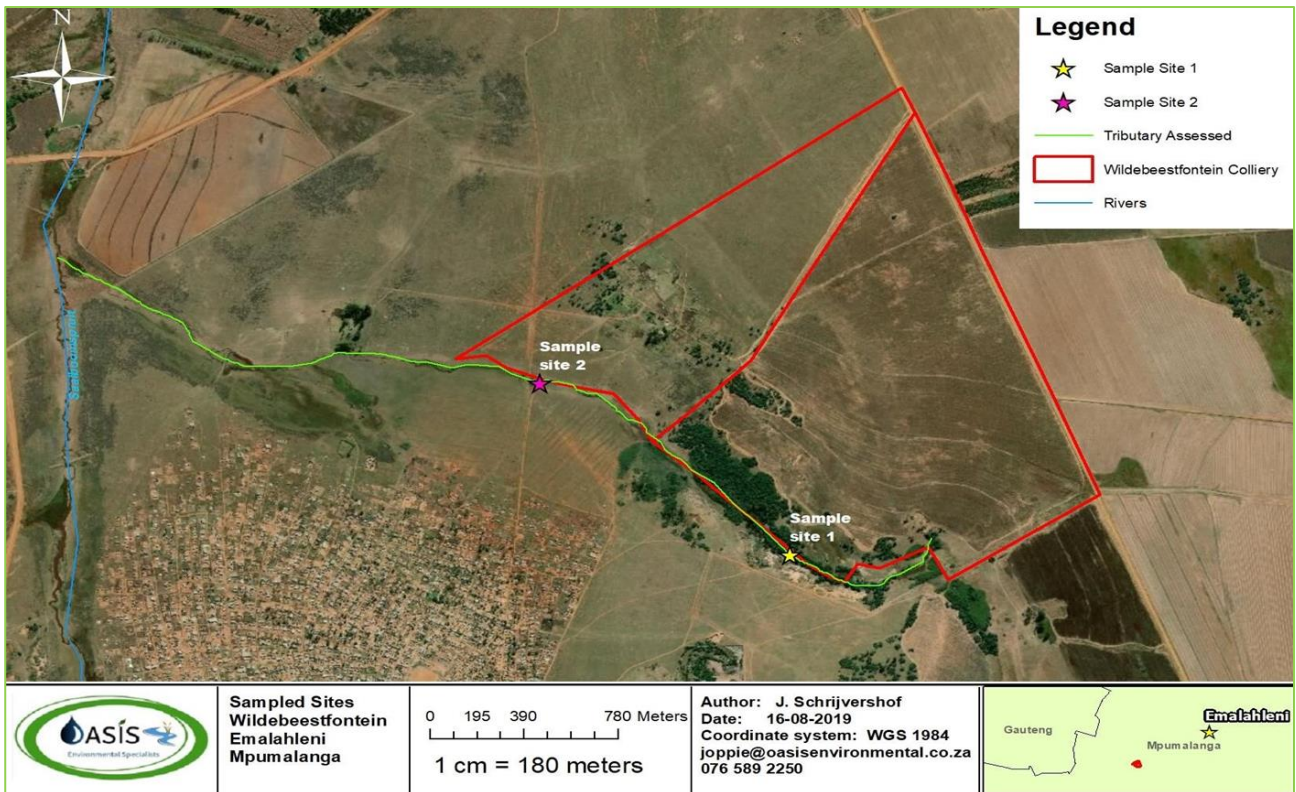 N
Legend
Sample Site 1
Sample Site 2
Tributary Assessed
Wildebeestfontein Colliery
Rivers
Sample
site 2
Sample
site 1
OASIS
Environmental Specialists
Sampled Sites
Wildebeestfontein
Emalahleni
Mpumalanga
0 195 390 780 Meters
1 cm = 180 meters
Author: J. Schrijvershof
Date: 16-08-2019
Coordinate system: WGS 1984
joppie@oasisenvironmental.co.za
076 589 2250
Emalahleni
Gauteng
Mpumalanga